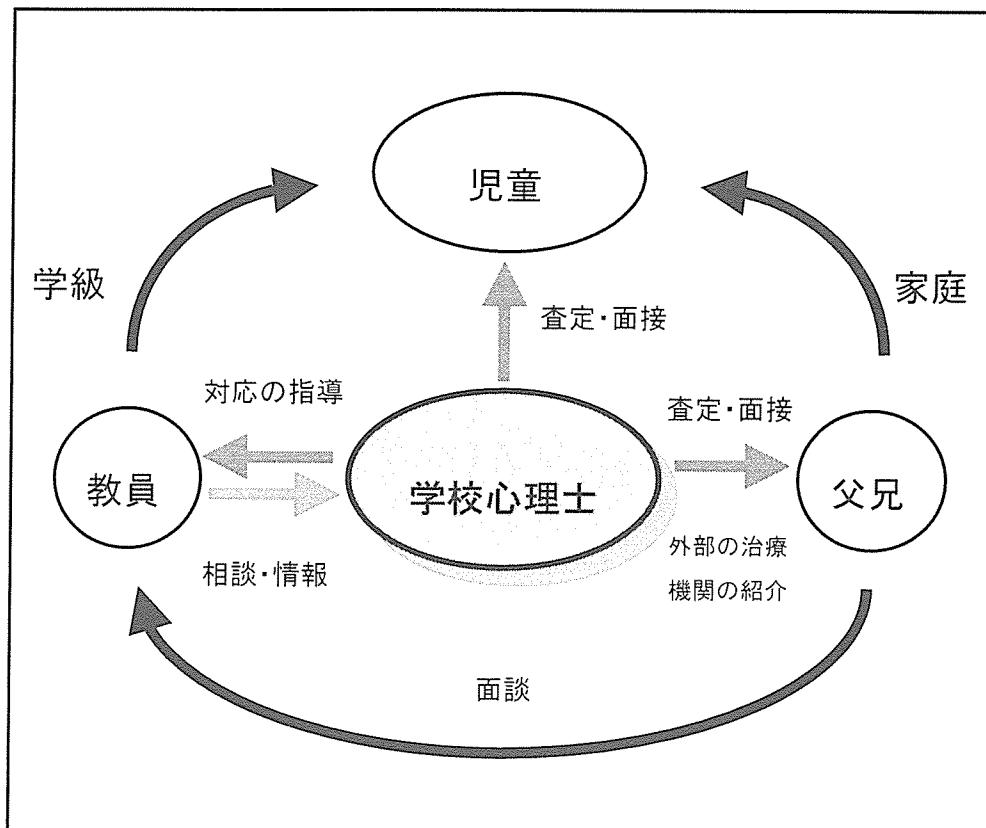 児童
学級
家庭
査定・面接
対応の指導
査定・面接
教員
学校心理士
父兄
相談・情報
外部の治療
機関の紹介
面談